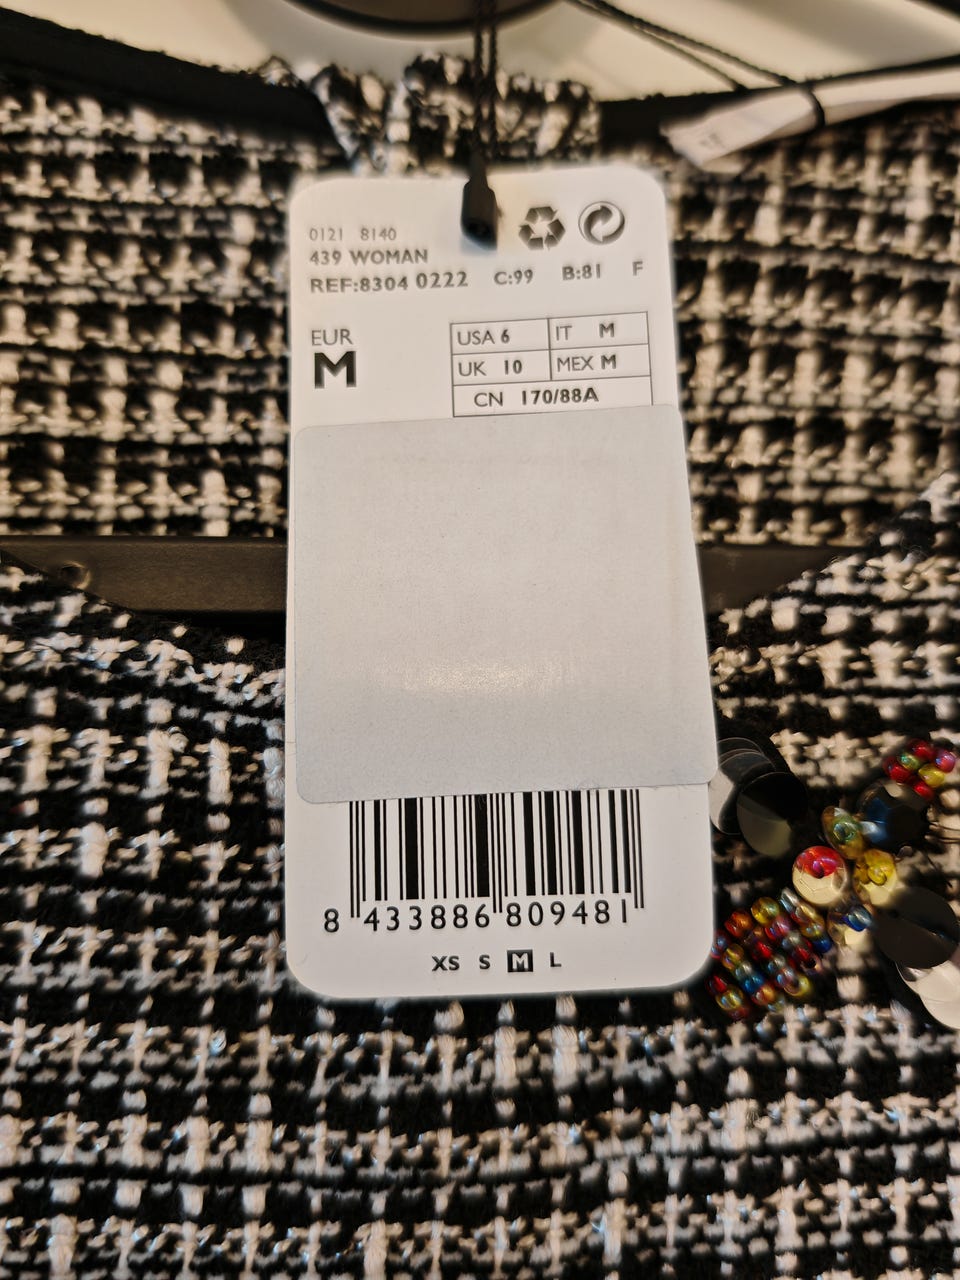 0121 8140
439 WOMAN
REF:8304 0222 C:99 B:81 F
EUR
M
USA 6 IT M
UK 10 MEX M
CN 170/88A
8 433886 809481
XS S M L